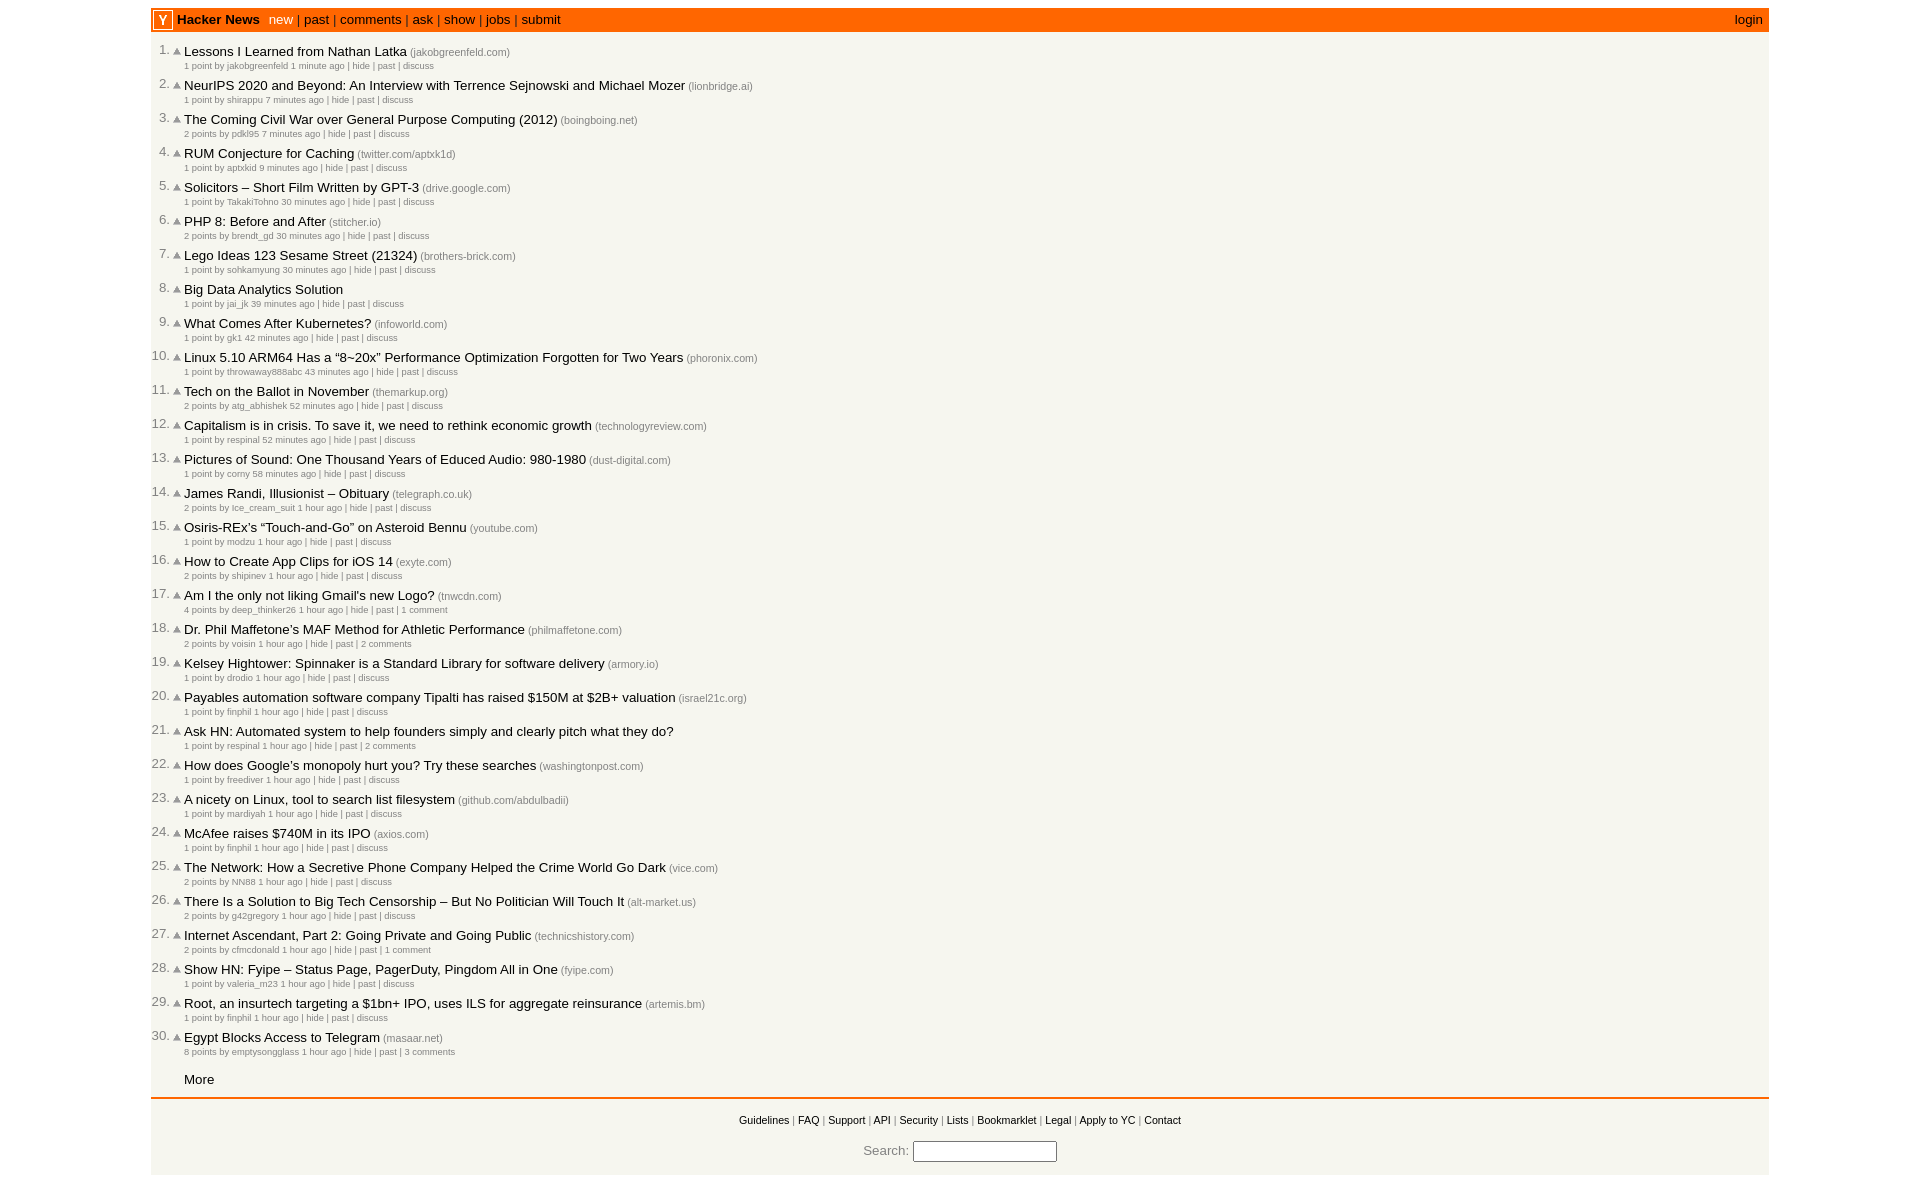 Y Hacker News new | past | comments | ask | show | jobs | submit login
1. Lessons I Learned from Nathan Latka (jakobgreenfeld.com)
1 point by jakobgreenfeld 1 minute ago | hide | past | discuss
2. NeurIPS 2020 and Beyond: An Interview with Terrence Sejnowski and Michael Mozer (lionbridge.ai)
1 point by shirappu 7 minutes ago | hide | past | discuss
3. The Coming Civil War over General Purpose Computing (2012) (boingboing.net)
2 points by pdkl95 7 minutes ago | hide | past | discuss
4. RUM Conjecture for Caching (twitter.com/aptxk1d)
1 point by aptxkid 9 minutes ago | hide | past | discuss
5. Solicitors – Short Film Written by GPT-3 (drive.google.com)
1 point by TakakiTohno 30 minutes ago | hide | past | discuss
6. PHP 8: Before and After (stitcher.io)
2 points by brendt_gd 30 minutes ago | hide | past | discuss
7. Lego Ideas 123 Sesame Street (21324) (brothers-brick.com)
1 point by sohkamyung 30 minutes ago | hide | past | discuss
8. Big Data Analytics Solution
1 point by jai_jk 39 minutes ago | hide | past | discuss
9. What Comes After Kubernetes? (infoworld.com)
1 point by gk1 42 minutes ago | hide | past | discuss
10. Linux 5.10 ARM64 Has a “8~20x” Performance Optimization Forgotten for Two Years (phoronix.com)
1 point by throwaway888abc 43 minutes ago | hide | past | discuss
11. Tech on the Ballot in November (themarkup.org)
2 points by atg_abhishek 52 minutes ago | hide | past | discuss
12. Capitalism is in crisis. To save it, we need to rethink economic growth (technologyreview.com)
1 point by respinal 52 minutes ago | hide | past | discuss
13. Pictures of Sound: One Thousand Years of Educed Audio: 980-1980 (dust-digital.com)
1 point by corny 58 minutes ago | hide | past | discuss
14. James Randi, Illusionist – Obituary (telegraph.co.uk)
2 points by Ice_cream_suit 1 hour ago | hide | past | discuss
15. Osiris-REx’s “Touch-and-Go” on Asteroid Bennu (youtube.com)
1 point by modzu 1 hour ago | hide | past | discuss
16. How to Create App Clips for iOS 14 (exyte.com)
2 points by shipinev 1 hour ago | hide | past | discuss
17. Am I the only not liking Gmail's new Logo? (tnwcdn.com)
4 points by deep_thinker26 1 hour ago | hide | past | 1 comment
18. Dr. Phil Maffetone’s MAF Method for Athletic Performance (philmaffetone.com)
2 points by voisin 1 hour ago | hide | past | 2 comments
19. Kelsey Hightower: Spinnaker is a Standard Library for software delivery (armory.io)
1 point by drodio 1 hour ago | hide | past | discuss
20. Payables automation software company Tipalti has raised $150M at $2B+ valuation (israel21c.org)
1 point by finphil 1 hour ago | hide | past | discuss
21. Ask HN: Automated system to help founders simply and clearly pitch what they do?
1 point by respinal 1 hour ago | hide | past | 2 comments
22. How does Google’s monopoly hurt you? Try these searches (washingtonpost.com)
1 point by freediver 1 hour ago | hide | past | discuss
23. A nicety on Linux, tool to search list filesystem (github.com/abdulbadii)
1 point by mardiyah 1 hour ago | hide | past | discuss
24. McAfee raises $740M in its IPO (axios.com)
1 point by finphil 1 hour ago | hide | past | discuss
25. The Network: How a Secretive Phone Company Helped the Crime World Go Dark (vice.com)
2 points by NN88 1 hour ago | hide | past | discuss
26. There Is a Solution to Big Tech Censorship – But No Politician Will Touch It (alt-market.us)
2 points by g42gregory 1 hour ago | hide | past | discuss
27. Internet Ascendant, Part 2: Going Private and Going Public (technicshistory.com)
2 points by cfmcdonald 1 hour ago | hide | past | 1 comment
28. Show HN: Fyipe – Status Page, PagerDuty, Pingdom All in One (fyipe.com)
1 point by valeria_m23 1 hour ago | hide | past | discuss
29. Root, an insurtech targeting a $1bn+ IPO, uses ILS for aggregate reinsurance (artemis.bm)
1 point by finphil 1 hour ago | hide | past | discuss
30. Egypt Blocks Access to Telegram (masaar.net)
8 points by emptysongglass 1 hour ago | hide | past | 3 comments
More
Guidelines | FAQ | Support | API | Security | Lists | Bookmarklet | Legal | Apply to YC | Contact
Search: